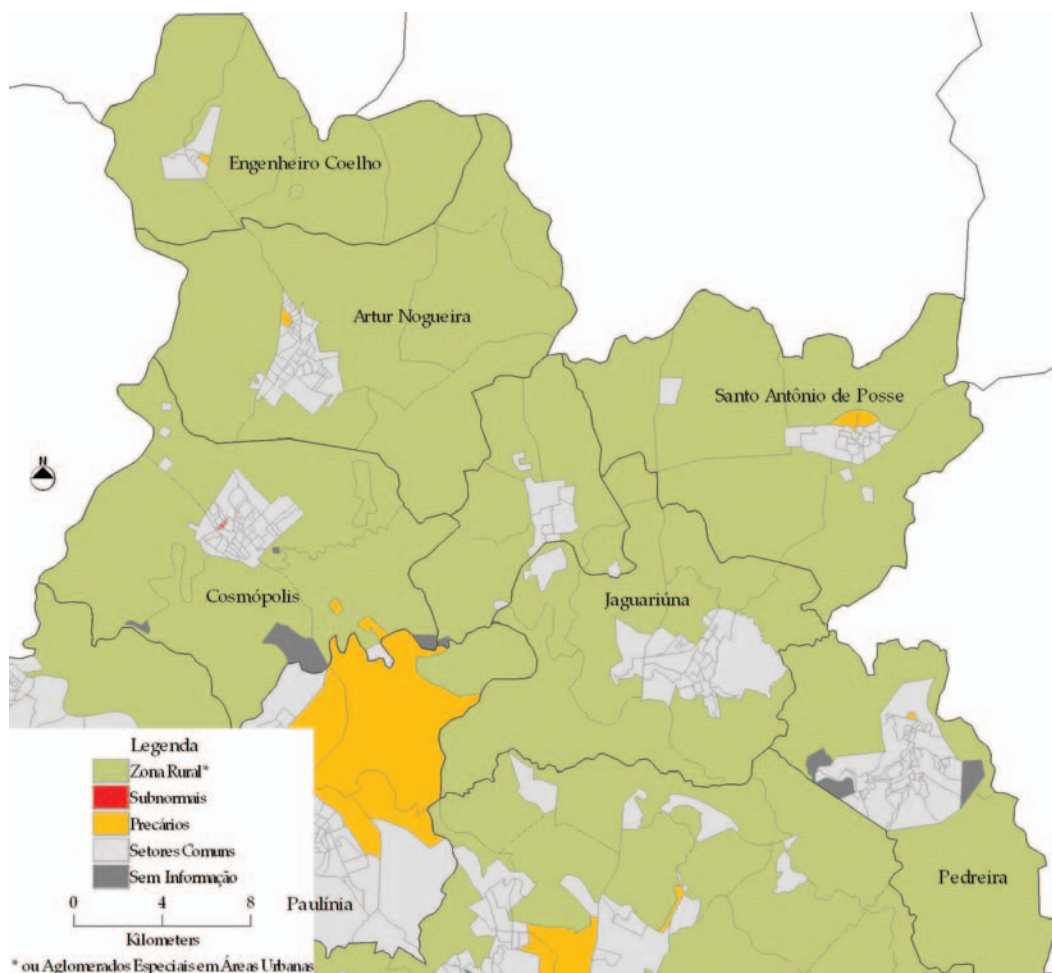 Engenheiro Coelho
Artur Nogueira
Santo Antônio de Posse
N
Cosmópolis
Jaguariúna
Legenda
Zona Rural*
Subnormais
Precários
Setores Comuns
Sem Informação
Pedreira
Paulínia
0 4 8
Kilometers
* ou Aglomerados Especiais em Áreas Urbanas